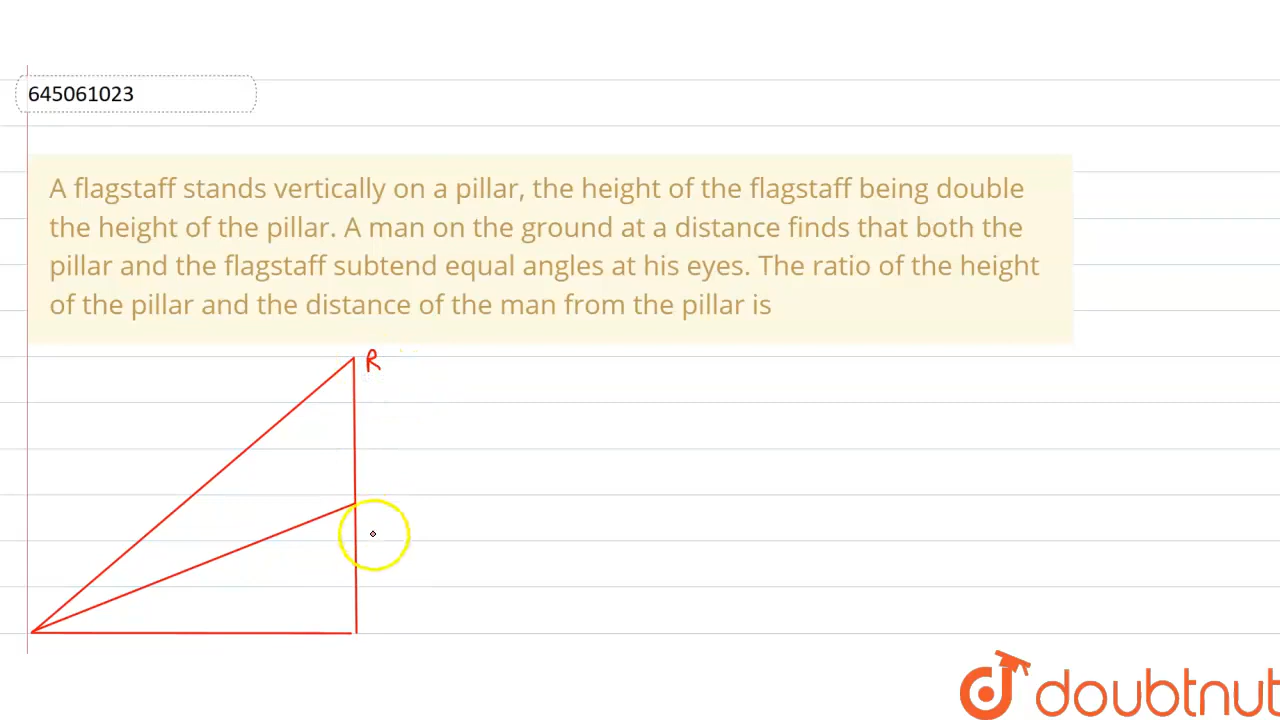 645061023
A flagstaff stands vertically on a pillar, the height of the flagstaff being double
the height of the pillar. A man on the ground at a distance finds that both the
pillar and the flagstaff subtend equal angles at his eyes. The ratio of the height
of the pillar and the distance of the man from the pillar is
R
doubtnut